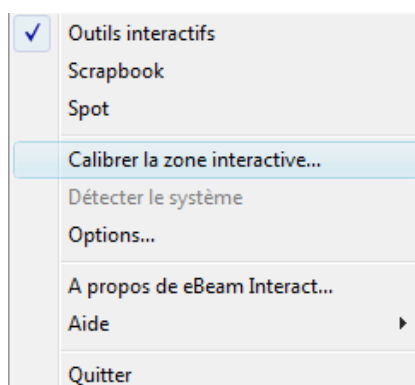 Outils interactifs
Scrapbook
Spot
Calibrer la zone interactive...
Détecter le système
Options...
A propos de eBeam Interact...
Aide
Quitter